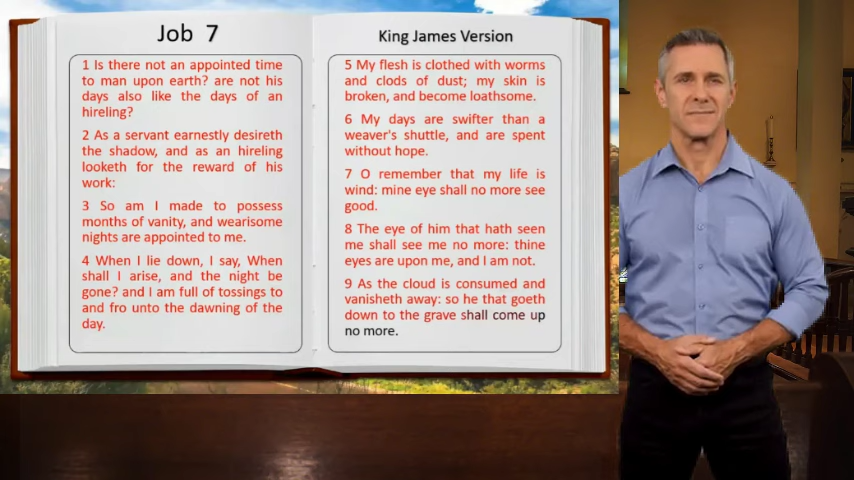 Job 7
1 Is there not an appointed time
to man upon earth? are not his
days also like the days of an
hireling?
2 As a servant earnestly desireth
the shadow, and as an hireling
looketh for the reward of his
work:
3 So am I made to possess
months of vanity, and wearisome
nights are appointed to me.
4 When I lie down, I say, When
shall I arise, and the night be
gone? and I am full of tossings to
and fro unto the dawning of the
day.
King James Version
5 My flesh is clothed with worms
and clods of dust; my skin is
broken, and become loathsome.
6 My days are swifter than a
weaver's shuttle, and are spent
without hope.
7 O remember that my life is
wind: mine eye shall no more see
good.
8 The eye of him that hath seen
me shall see me no more: thine
eyes are upon me, and I am not.
9 As the cloud is consumed and
vanisheth away: so he that goeth
down to the grave shall come up
no more.